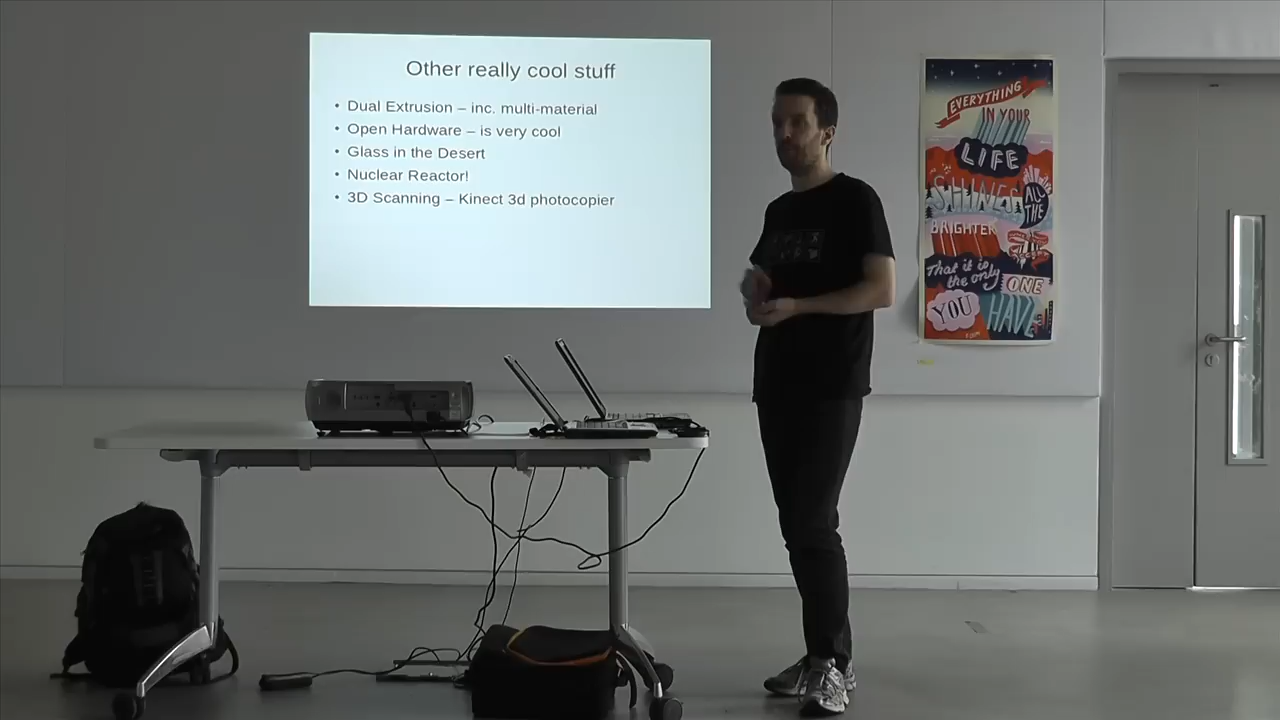 Other really cool stuff
• Dual Extrusion – inc. multi-material
• Open Hardware – is very cool
• Glass in the Desert
• Nuclear Reactor!
• 3D Scanning – Kinect 3d photocopier
EVERYTHING
IN YOUR
LIFE
SHINES
ALL
THE
BRIGHTER
That it is
the only
ONE
YOU
HAVE